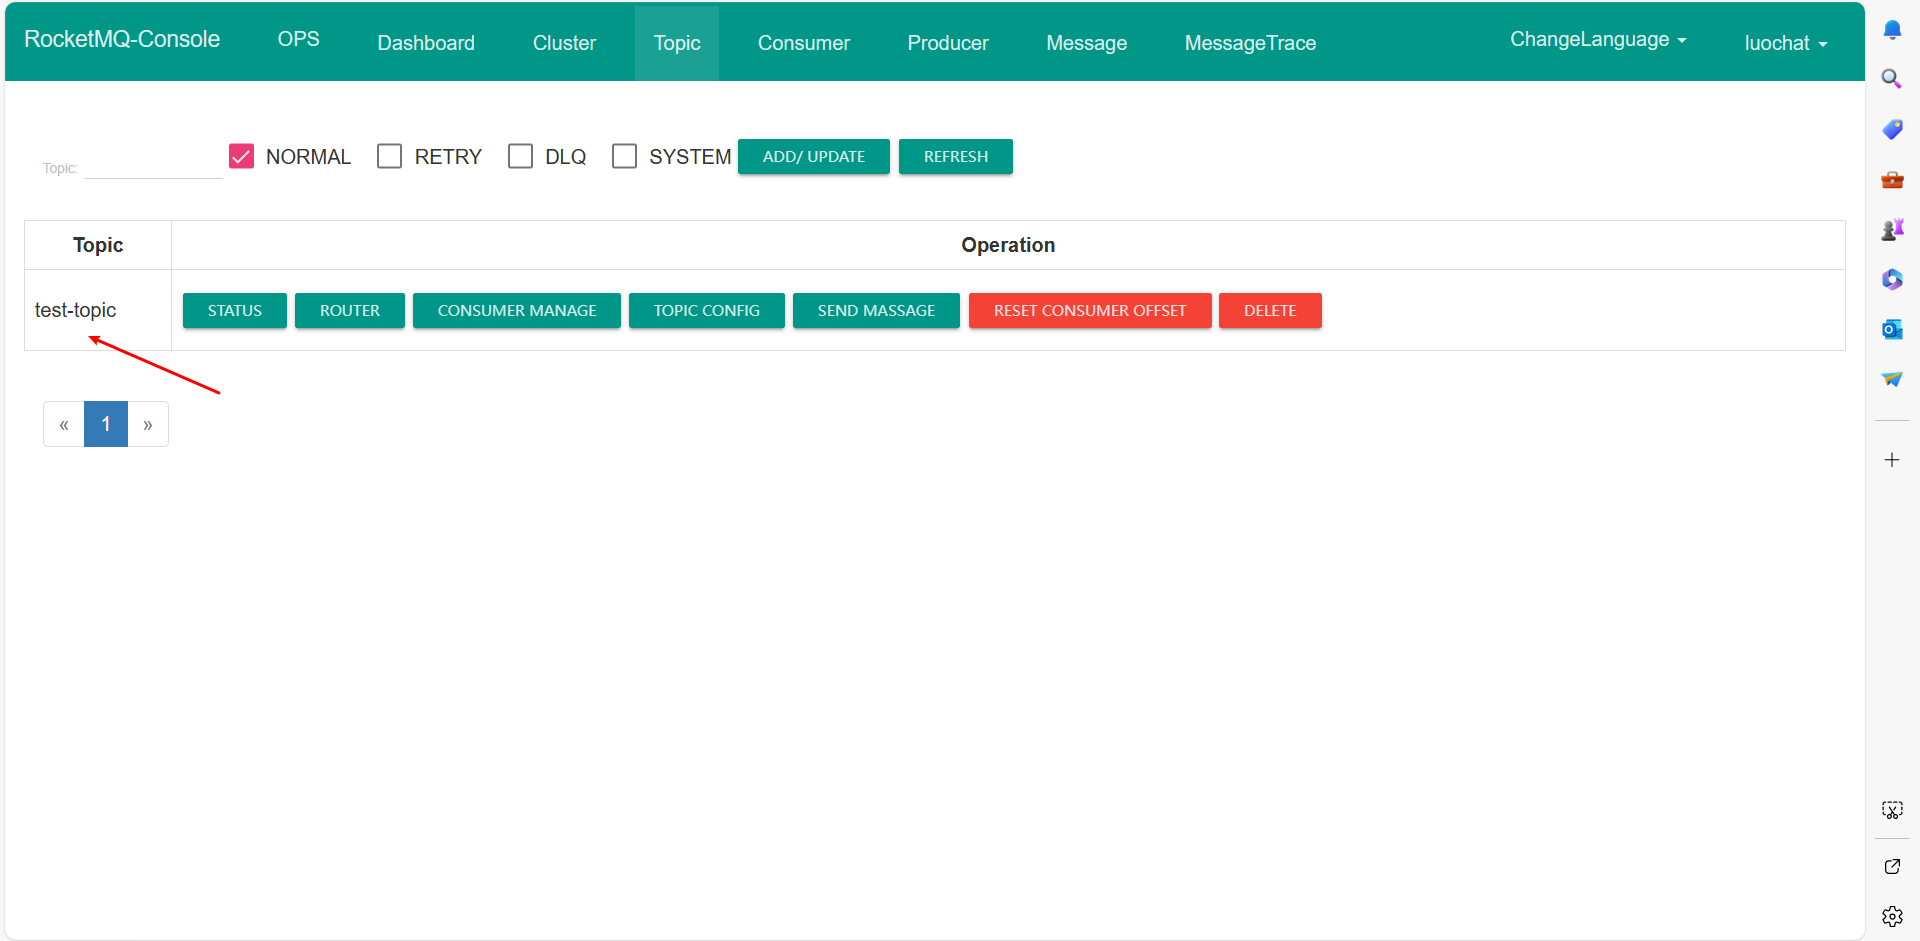 RocketMQ-Console OPS Dashboard Cluster Topic Consumer Producer Message MessageTrace ChangeLanguage luochat
Topic: NORMAL RETRY DLQ SYSTEM ADD/ UPDATE REFRESH
Topic Operation
test-topic STATUS ROUTER CONSUMER MANAGE TOPIC CONFIG SEND MASSAGE RESET CONSUMER OFFSET DELETE
« 1 »